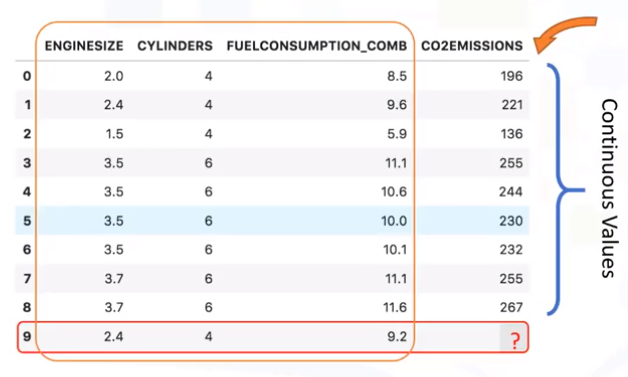 ENGINESIZE CYLINDERS FUELCONSUMPTION_COMB CO2EMISSIONS
0 2.0 4 8.5 196
1 2.4 4 9.6 221
2 1.5 4 5.9 136
3 3.5 6 11.1 255
4 3.5 6 10.6 244
5 3.5 6 10.0 230
6 3.5 6 10.1 232
7 3.7 6 11.1 255
8 3.7 6 11.6 267
9 2.4 4 9.2 ?
Continuous Values